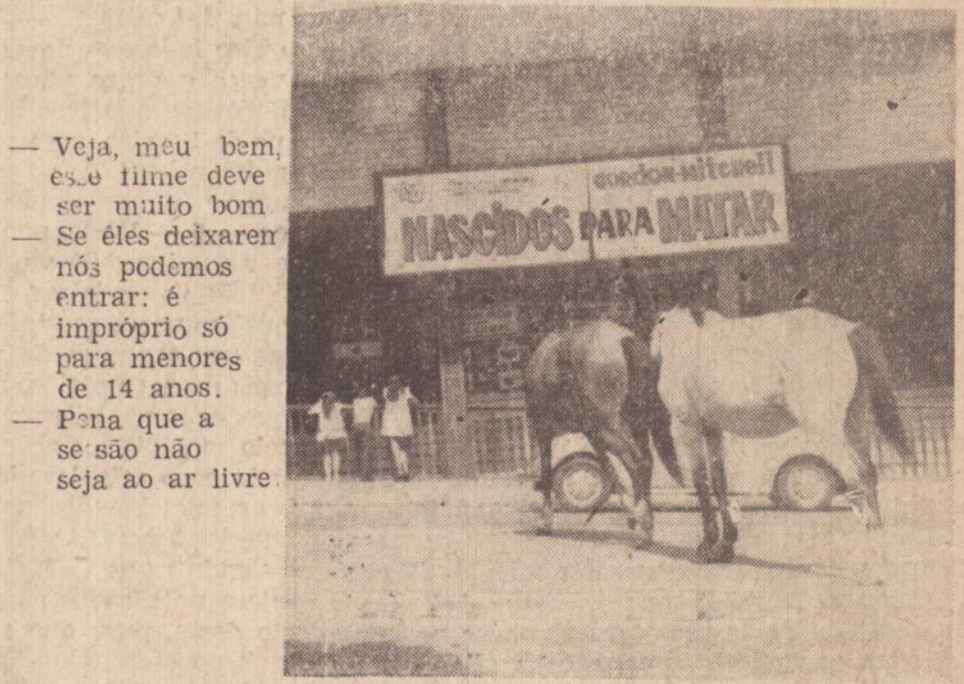 — Veja, meu bem,
esse filme deve
ser muito bom
— Se êles deixarem
nós podemos
entrar: é
impróprio só
para menores
de 14 anos.
— Pena que a
sessão não
seja ao ar livre.
GORDON-MITCHELL
NASCIDOS PARA MATAR